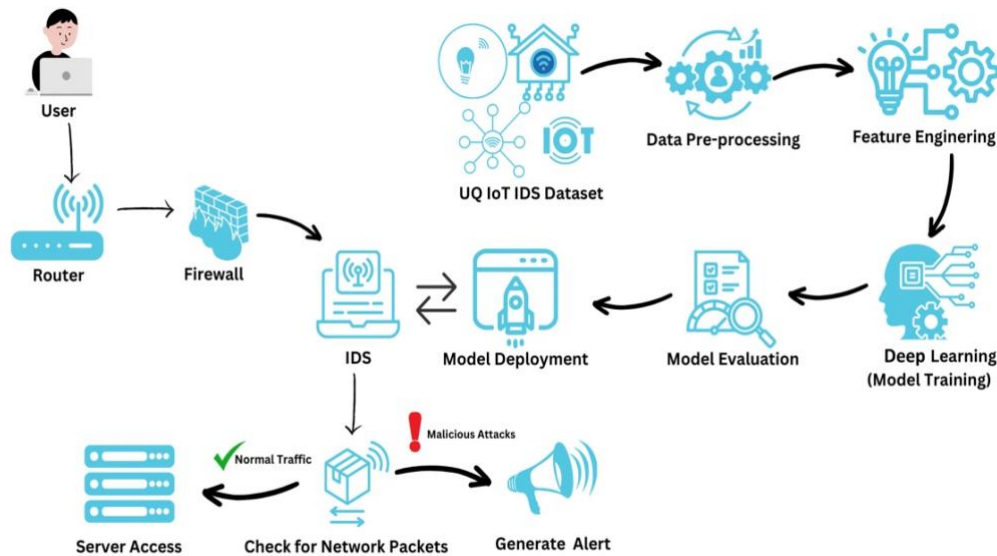 User
IOT
Data Pre-processing
Feature Enginering
UQ IoT IDS Dataset
Router
Firewall
IDS
Model Deployment
Model Evaluation
Deep Learning
(Model Training)
Malicious Attacks
Normal Traffic
Server Access
Check for Network Packets
Generate Alert